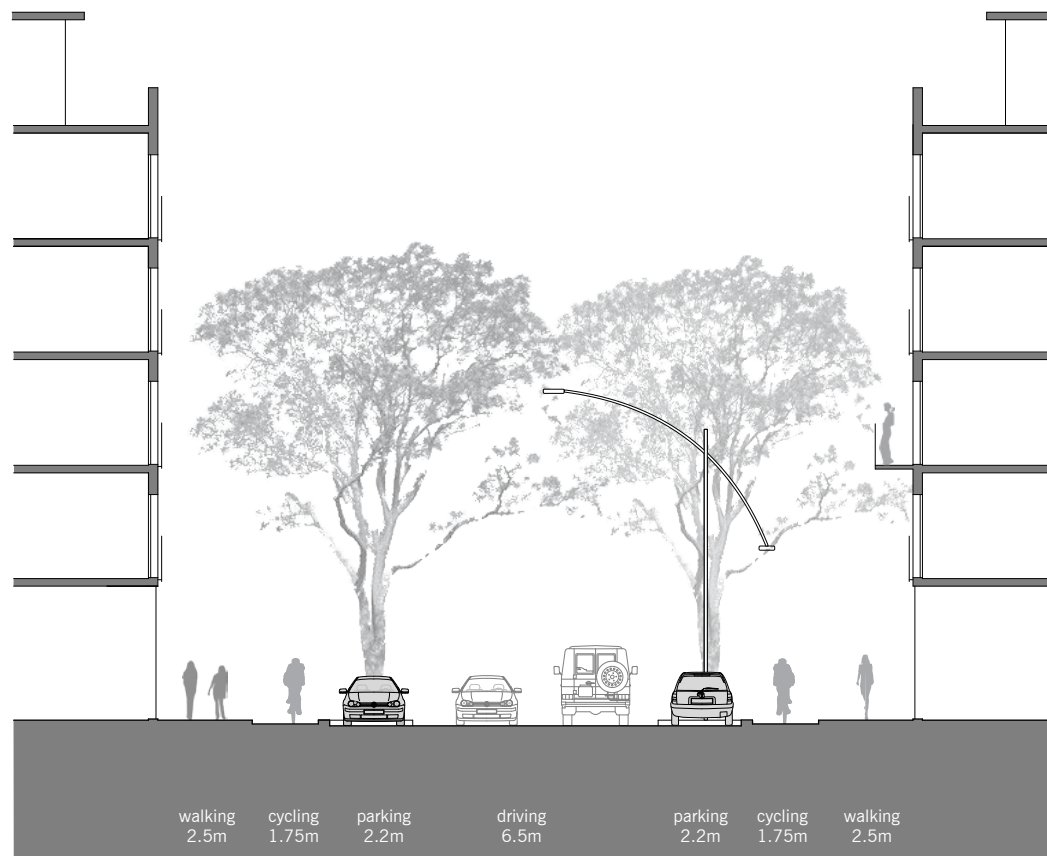 walking
2.5m
cycling
1.75m
parking
2.2m
driving
6.5m
parking
2.2m
cycling
1.75m
walking
2.5m